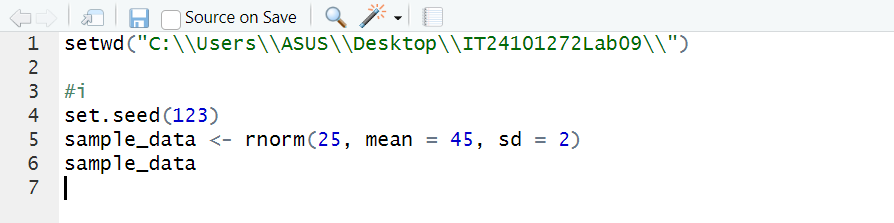 Source on Save
1 setwd("C:\\Users\\ASUS\\Desktop\\IT24101272Lab09\\")
2
3 #i
4 set.seed(123)
5 sample_data <- rnorm(25, mean = 45, sd = 2)
6 sample_data
7